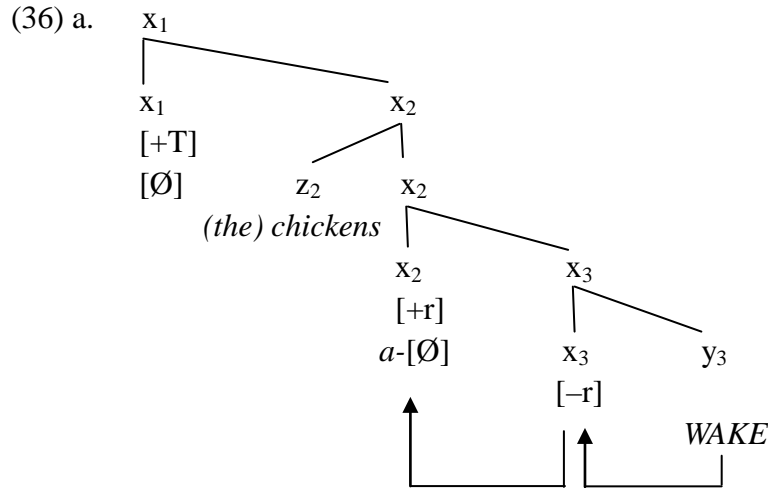 (36) a. x₁
x₁ x₂
[+T]
[Ø] z₂ x₂
(the) chickens
x₂ x₃
[+r]
a-[Ø] x₃ y₃
[–r]
WAKE